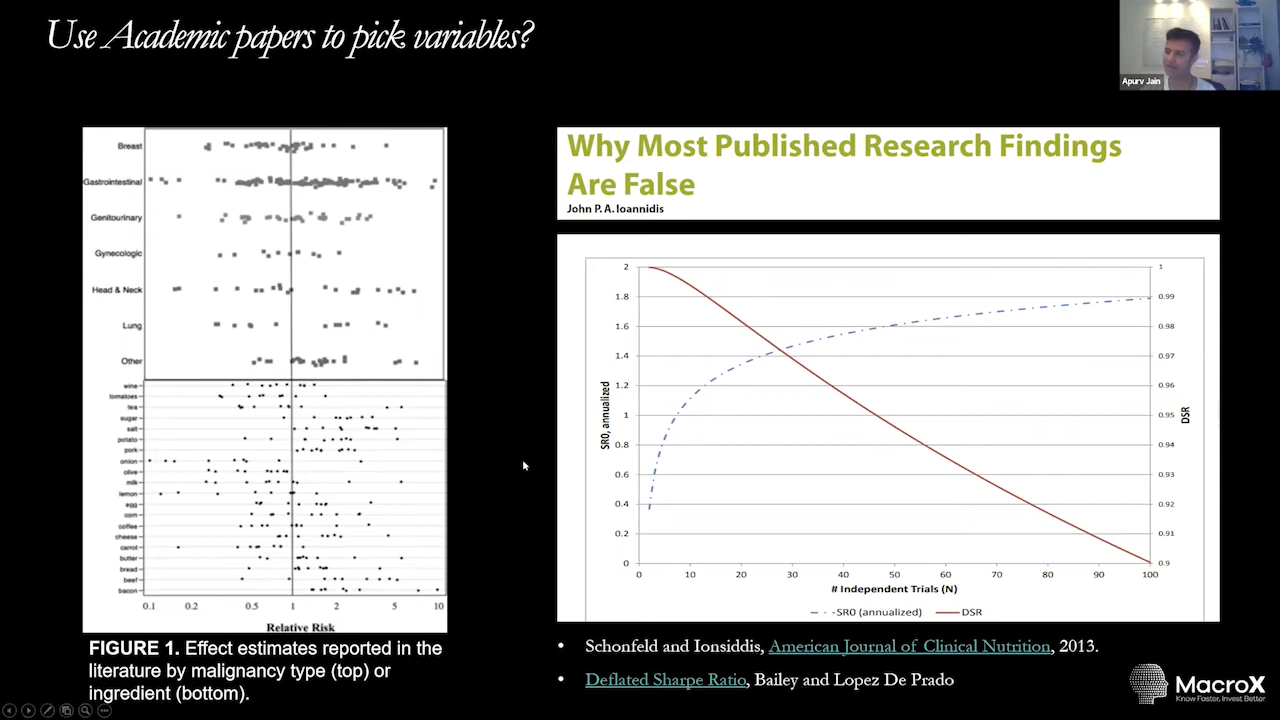 Use Academic papers to pick variables?
Apurv Jain
Breast
Gastrointestinal
Genitourinary
Gynecologic
Head & Neck
Lung
Other
wine
tomatoes
tea
sugar
salt
potato
pork
onion
olive
milk
lemon
egg
corn
coffee
cheese
carrot
butter
bread
beef
bacon
0.1 0.2 0.5 1 2 5 10
Relative Risk
FIGURE 1. Effect estimates reported in the
literature by malignancy type (top) or
ingredient (bottom).
Why Most Published Research Findings
Are False
John P. A. Ioannidis
2 1
1.8 0.99
1.6 0.98
1.4 0.97
1.2 0.96
1 0.95
0.8 0.94
0.6 0.93
0.4 0.92
0.2 0.91
0 0.9
SR0, annualized
DSR
0 10 20 30 40 50 60 70 80 90 100
# Independent Trials (N)
SR0 (annualized) DSR
• Schonfeld and Ionsiddis, American Journal of Clinical Nutrition, 2013.
• Deflated Sharpe Ratio, Bailey and Lopez De Prado
MacroX
Know Faster, Invest Better